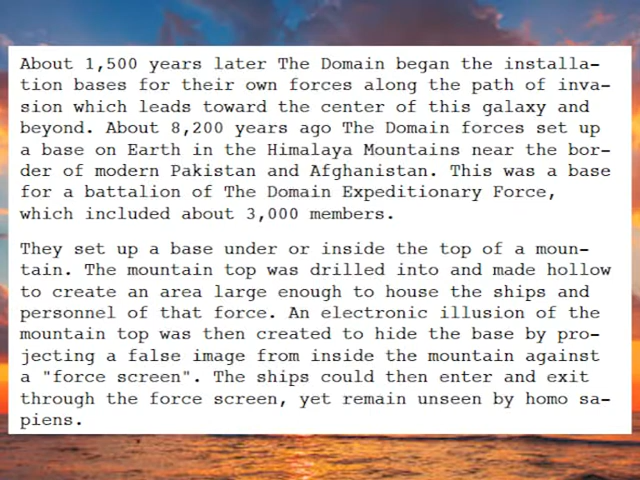 About 1,500 years later The Domain began the installa-
tion bases for their own forces along the path of inva-
sion which leads toward the center of this galaxy and
beyond. About 8,200 years ago The Domain forces set up
a base on Earth in the Himalaya Mountains near the bor-
der of modern Pakistan and Afghanistan. This was a base
for a battalion of The Domain Expeditionary Force,
which included about 3,000 members.
They set up a base under or inside the top of a moun-
tain. The mountain top was drilled into and made hollow
to create an area large enough to house the ships and
personnel of that force. An electronic illusion of the
mountain top was then created to hide the base by pro-
jecting a false image from inside the mountain against
a "force screen". The ships could then enter and exit
through the force screen, yet remain unseen by homo sa-
piens.